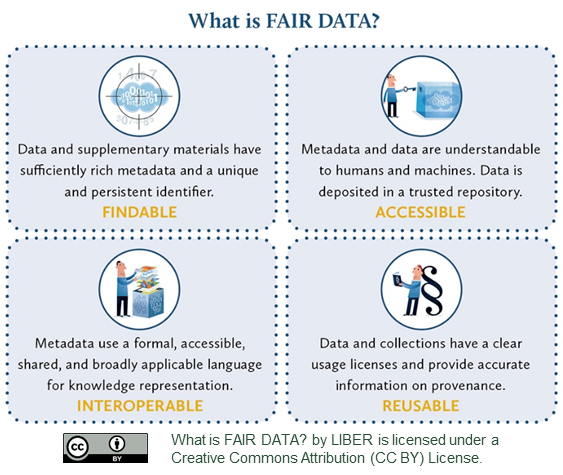 What is FAIR DATA?
Data and supplementary materials have
sufficiently rich metadata and a unique
and persistent identifier.
FINDABLE
Metadata and data are understandable
to humans and machines. Data is
deposited in a trusted repository.
ACCESSIBLE
Metadata use a formal, accessible,
shared, and broadly applicable language
for knowledge representation.
INTEROPERABLE
Data and collections have a clear
usage licenses and provide accurate
information on provenance.
REUSABLE
cc
BY
What is FAIR DATA? by LIBER is licensed under a
Creative Commons Attribution (CC BY) License.